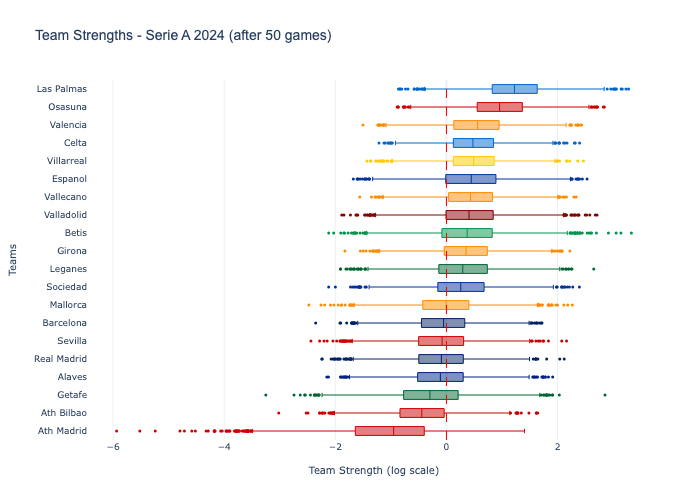 Team Strengths - Serie A 2024 (after 50 games)
Las Palmas
Osasuna
Valencia
Celta
Villarreal
Espanol
Vallecano
Valladolid
Betis
Girona
Leganes
Sociedad
Mallorca
Barcelona
Sevilla
Real Madrid
Alaves
Getafe
Ath Bilbao
Ath Madrid
Teams
−6 −4 −2 0 2
Team Strength (log scale)